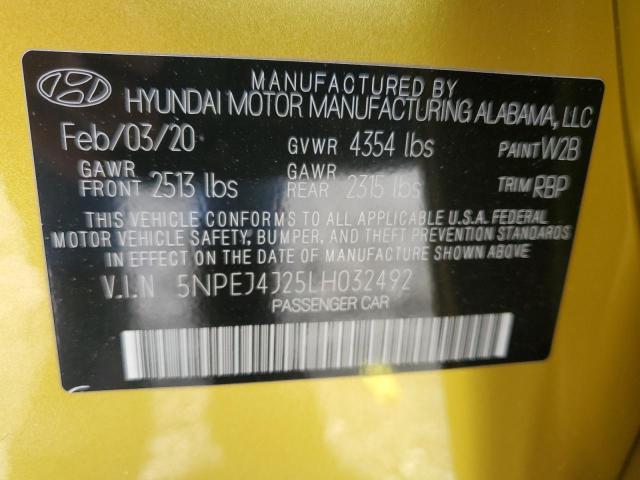 MANUFACTURED BY
HYUNDAI MOTOR MANUFACTURING ALABAMA, LLC
Feb/03/20 GVWR 4354 lbs PAINT W2B
GAWR FRONT 2513 lbs GAWR REAR 2315 lbs TRIM RBP
THIS VEHICLE CONFORMS TO ALL APPLICABLE U.S.A. FEDERAL
MOTOR VEHICLE SAFETY, BUMPER, AND THEFT PREVENTION STANDARDS
IN EFFECT ON THE DATE OF MANUFACTURE SHOWN ABOVE.
V.I.N 5NPEJ4J25LH032492
PASSENGER CAR